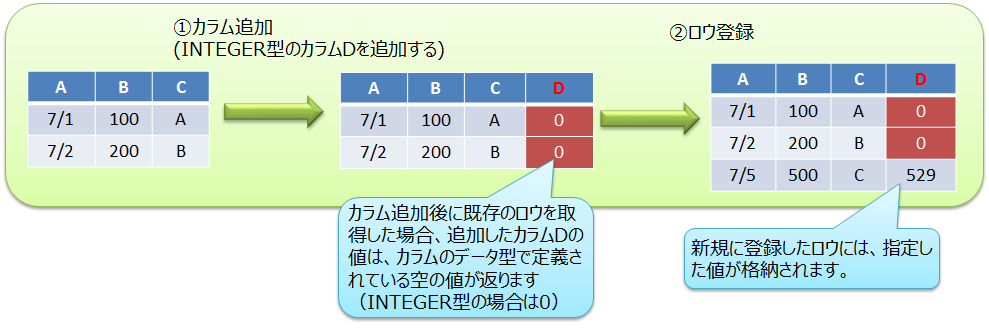 ①カラム追加
(INTEGER型のカラムDを追加する)
②ロウ登録
A B C
7/1 100 A
7/2 200 B
A B C D
7/1 100 A 0
7/2 200 B 0
A B C D
7/1 100 A 0
7/2 200 B 0
7/5 500 C 529
カラム追加後に既存のロウを取
得した場合、追加したカラムDの
値は、カラムのデータ型で定義さ
れている空の値が返ります
（INTEGER型の場合は0）
新規に登録したロウには、指定し
た値が格納されます。